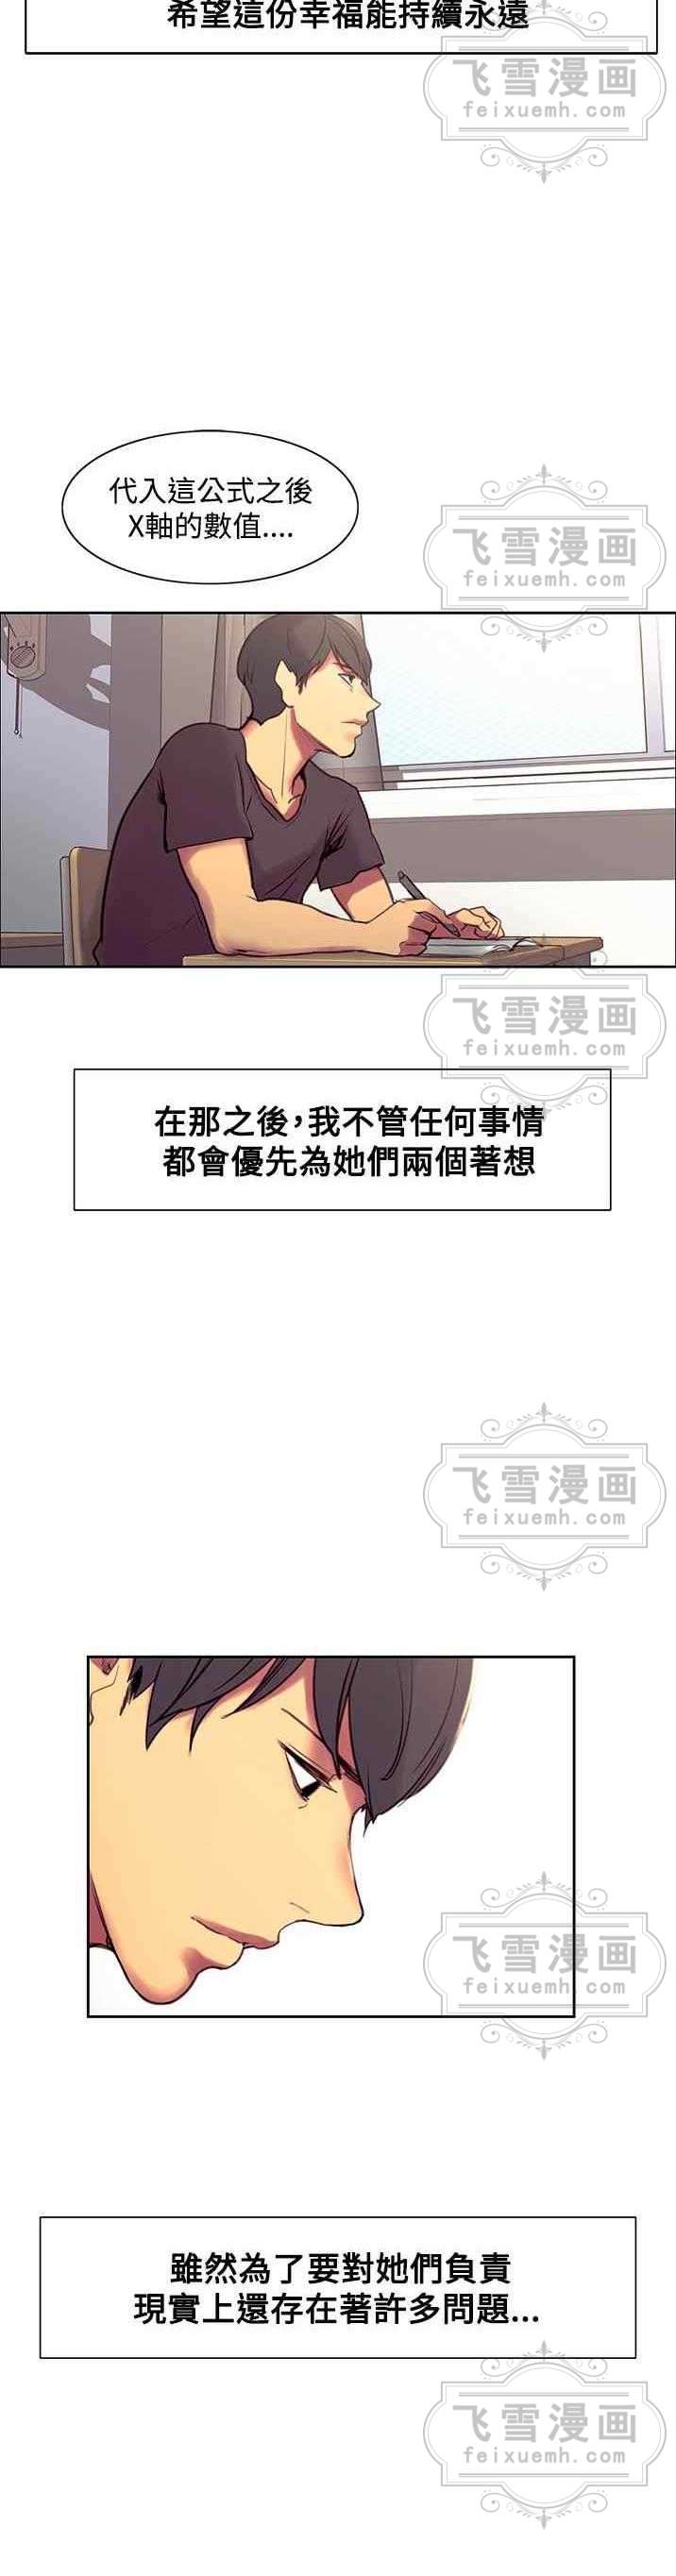 希望這份幸福能持續永遠
飞雪漫画
feixuemh.com
代入這公式之後
X軸的數值....
飞雪漫画
feixuemh.com
飞雪漫画
feixuemh.com
在那之後，我不管任何事情
都會優先為她們兩個著想
飞雪漫画
feixuemh.com
飞雪漫画
feixuemh.com
雖然為了要對她們負責
現實上還存在著許多問題...
飞雪漫画
feixuemh.com